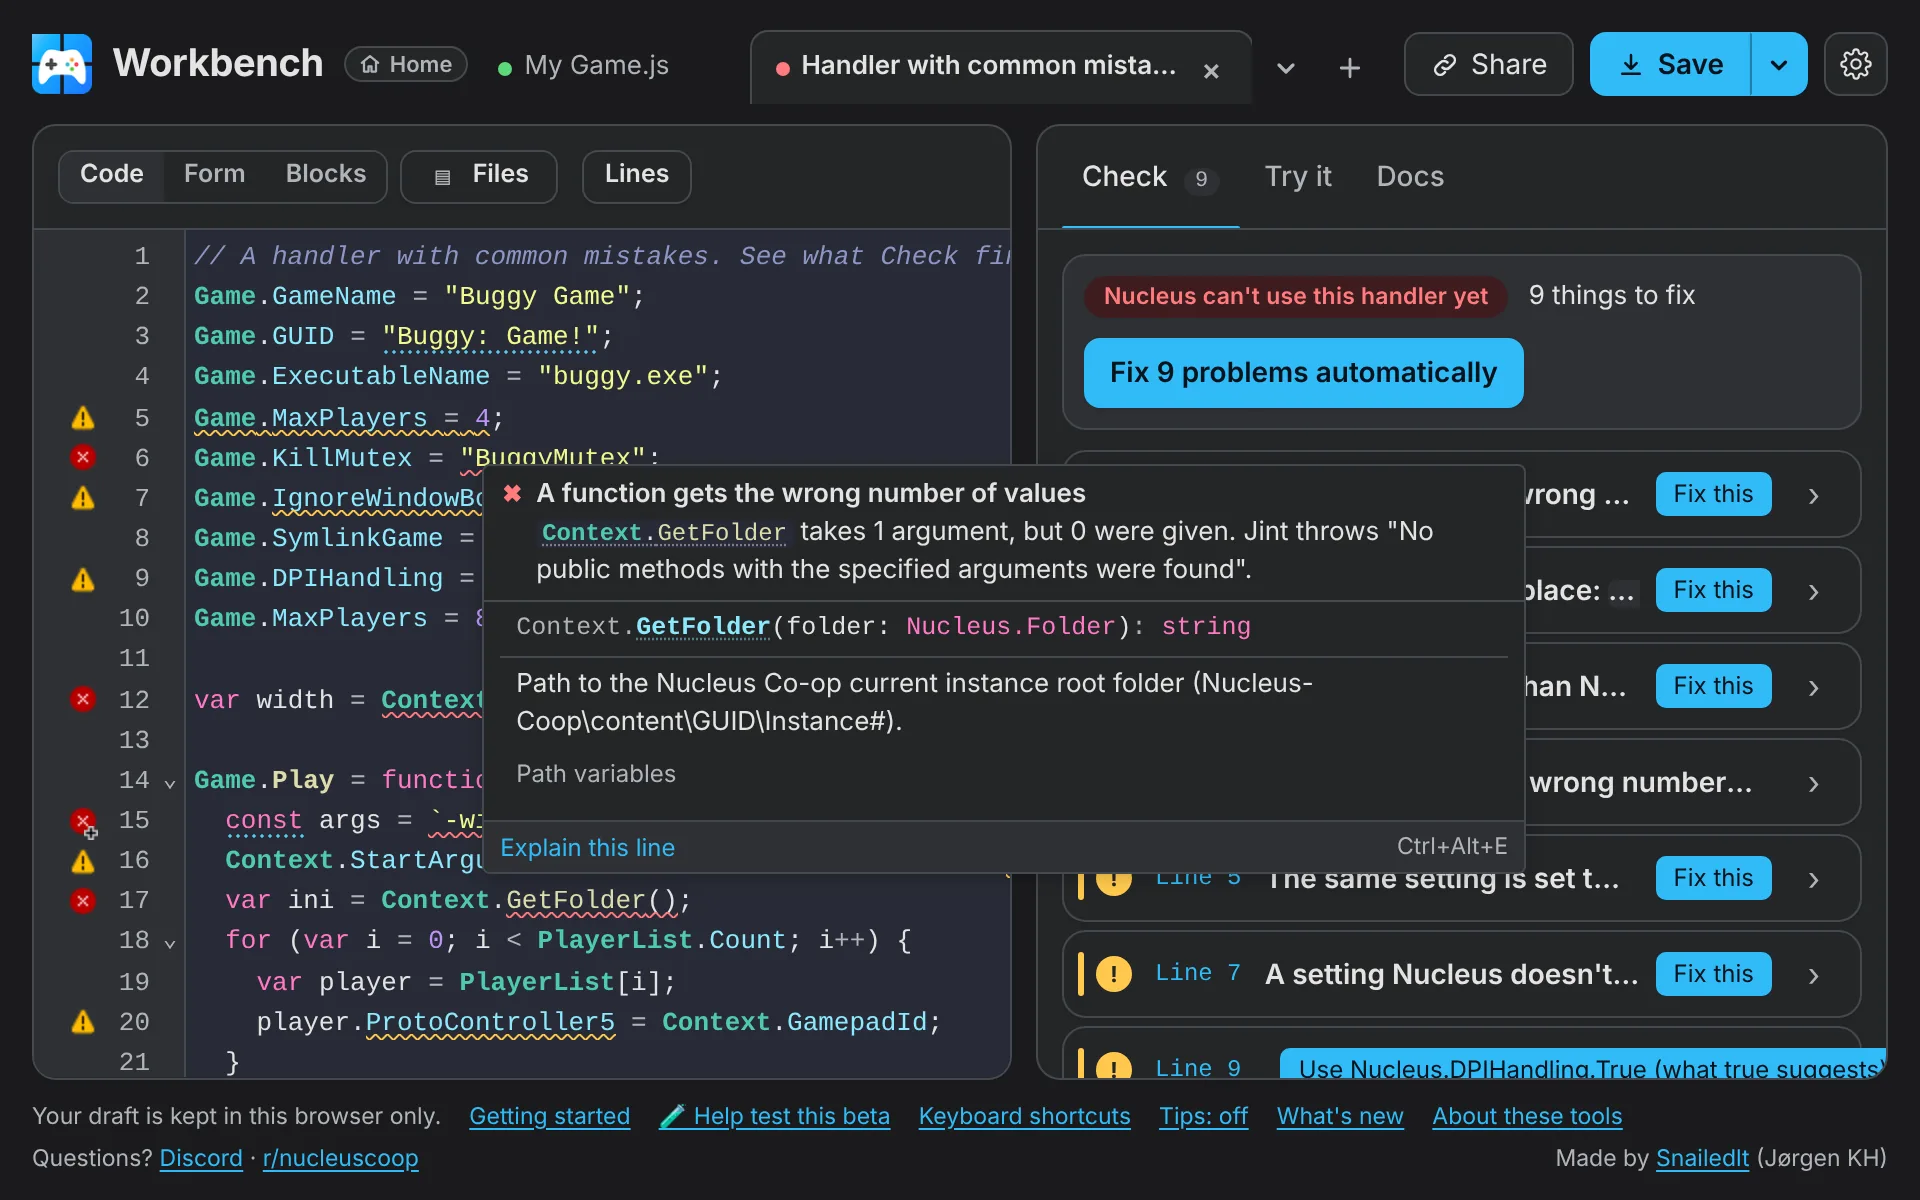 Workbench
Home
My Game.js
Handler with common mista...
Share
Save
Code
Form
Blocks
Files
Lines
Check 9
Try it
Docs
1 // A handler with common mistakes. See what Check
2 Game.GameName = "Buggy Game";
3 Game.GUID = "Buggy: Game!";
4 Game.ExecutableName = "buggy.exe";
5 Game.MaxPlayers = 4;
6 Game.KillMutex = "BuggyMutex";
7 Game.IgnoreWindowBo
8 Game.SymlinkGame =
9 Game.DPIHandling =
10 Game.MaxPlayers = 8
11
12 var width = Context
13
14 Game.Play = functio
15 const args = `-wi
16 Context.StartArgu
17 var ini = Context.GetFolder();
18 for (var i = 0; i < PlayerList.Count; i++) {
19 var player = PlayerList[i];
20 player.ProtoController5 = Context.GamepadId;
21 }
Nucleus can't use this handler yet 9 things to fix
Fix 9 problems automatically
wrong ... Fix this
place: ... Fix this
han N... Fix this
wrong number...
Line 5 The same setting is set t... Fix this
Line 7 A setting Nucleus doesn't... Fix this
Line 9 Use Nucleus.DPIHandling.True (what true suggests)
A function gets the wrong number of values
Context.GetFolder takes 1 argument, but 0 were given. Jint throws "No
public methods with the specified arguments were found".
Context.GetFolder(folder: Nucleus.Folder): string
Path to the Nucleus Co-op current instance root folder (Nucleus-
Coop\content\GUID\Instance#).
Path variables
Explain this line
Ctrl+Alt+E
Your draft is kept in this browser only. Getting started Help test this beta Keyboard shortcuts Tips: off What's new About these tools
Questions? Discord · r/nucleuscoop
Made by SnailedIt (Jørgen KH)